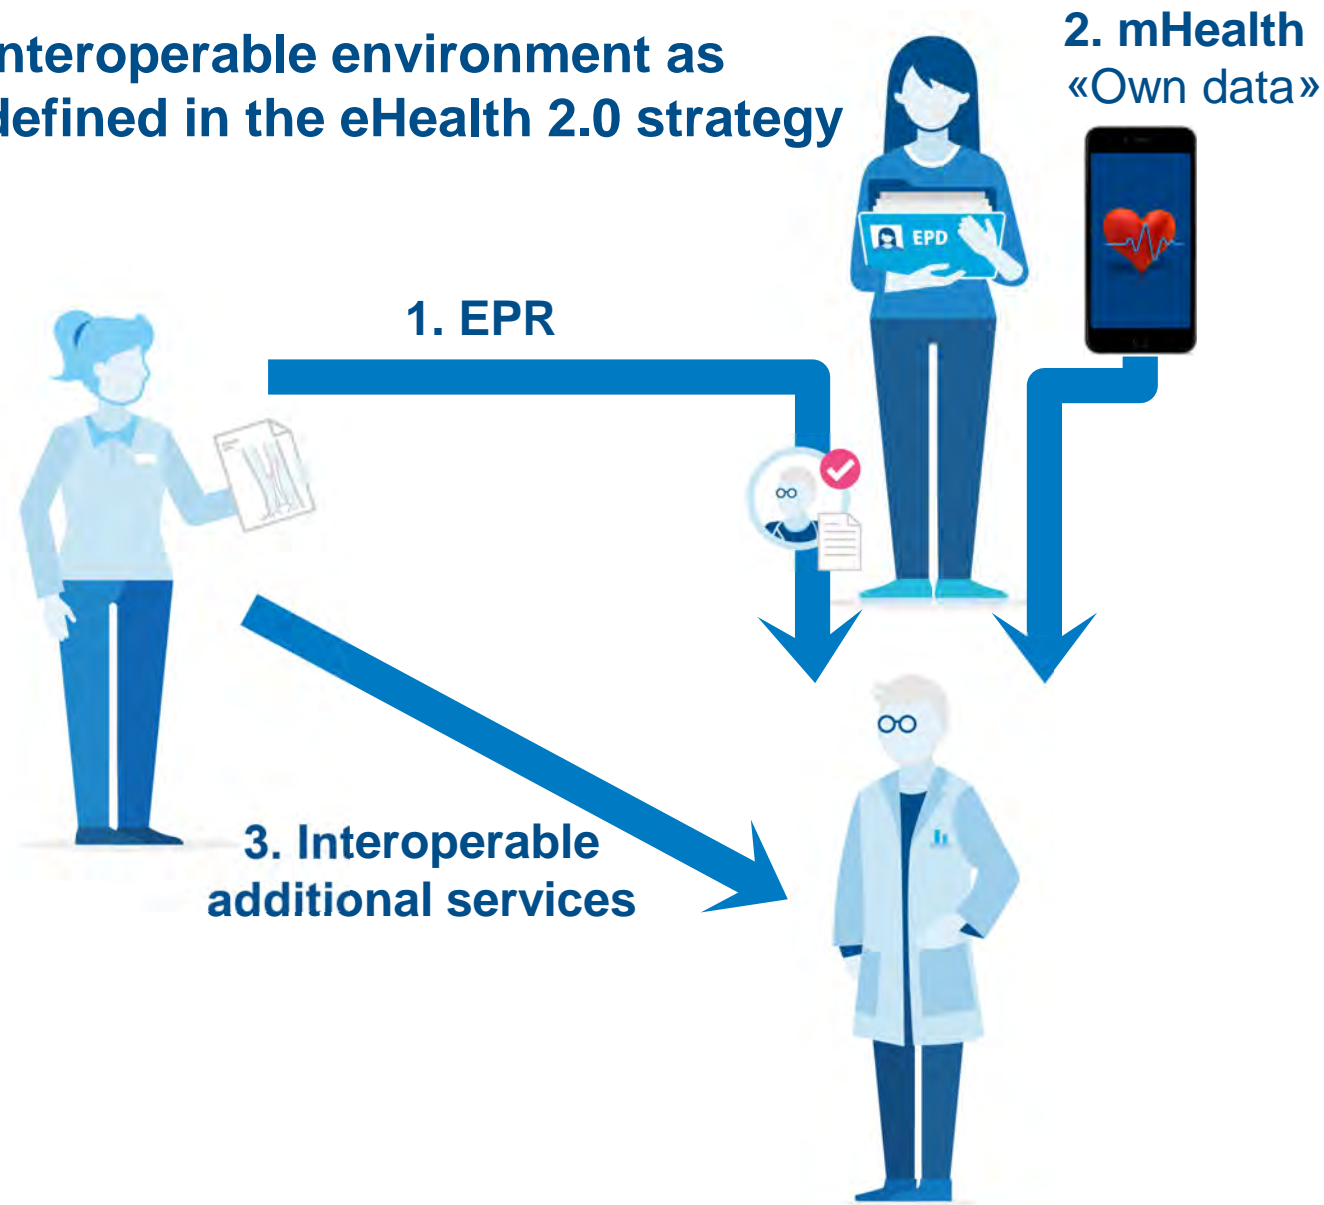 nteroperable environment as
defined in the eHealth 2.0 strategy
2. mHealth
«Own data»
EPD
1. EPR
3. Interoperable
additional services